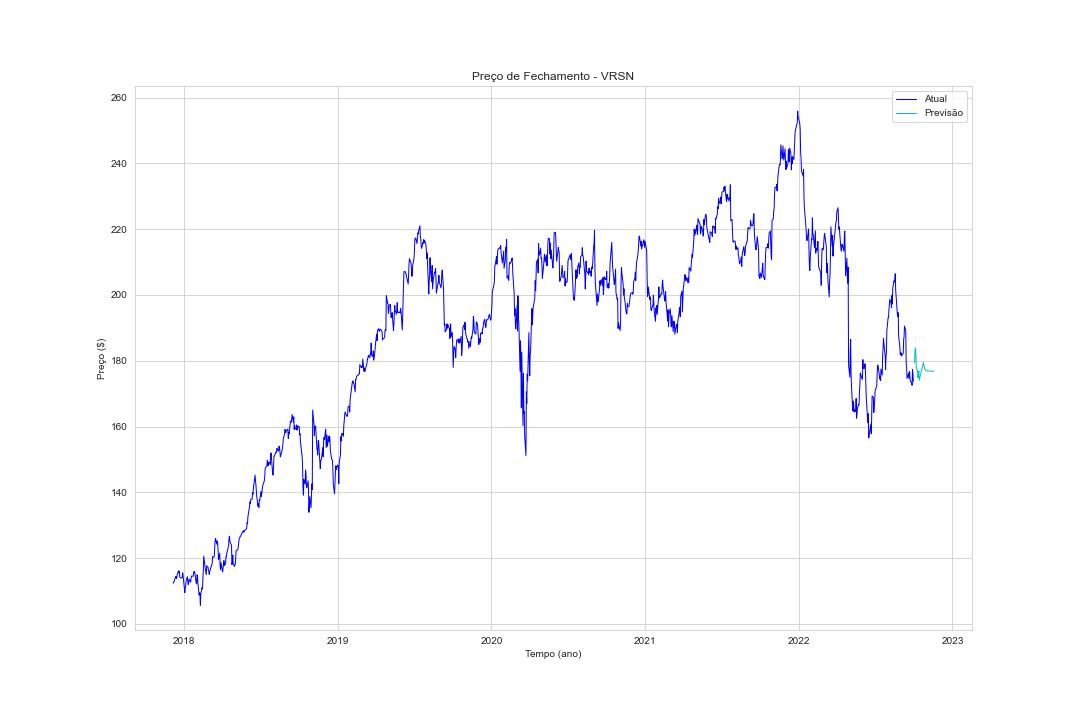 Preço de Fechamento - VRSN
Atual
Previsão
260
240
220
200
180
160
140
120
100
Preço ($)
2018 2019 2020 2021 2022 2023
Tempo (ano)